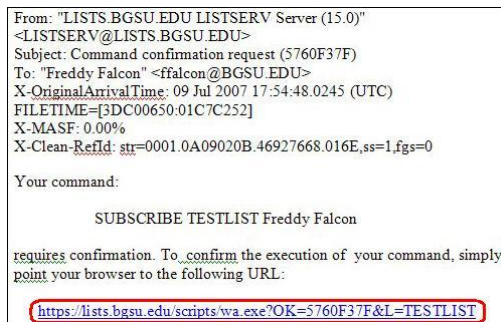 From: "LISTS.BGSU.EDU LISTSERV Server (15.0)"
<LISTSERV@LISTS.BGSU.EDU>
Subject: Command confirmation request (5760F37F)
To: "Freddy Falcon" <ffalcon@BGSU.EDU>
X-OriginalArrivalTime: 09 Jul 2007 17:54:48.0245 (UTC)
FILETIME=[3DC00650:01C7C252]
X-MASF: 0.00%
X-Clean-RefId: str=0001.0A09020B.46927668.016E,ss=1,fgs=0
Your command:
SUBSCRIBE TESTLIST Freddy Falcon
requires confirmation. To confirm the execution of your command, simply
point your browser to the following URL:
https://lists.bgsu.edu/scripts/wa.exe?OK=5760F37F&L=TESTLIST